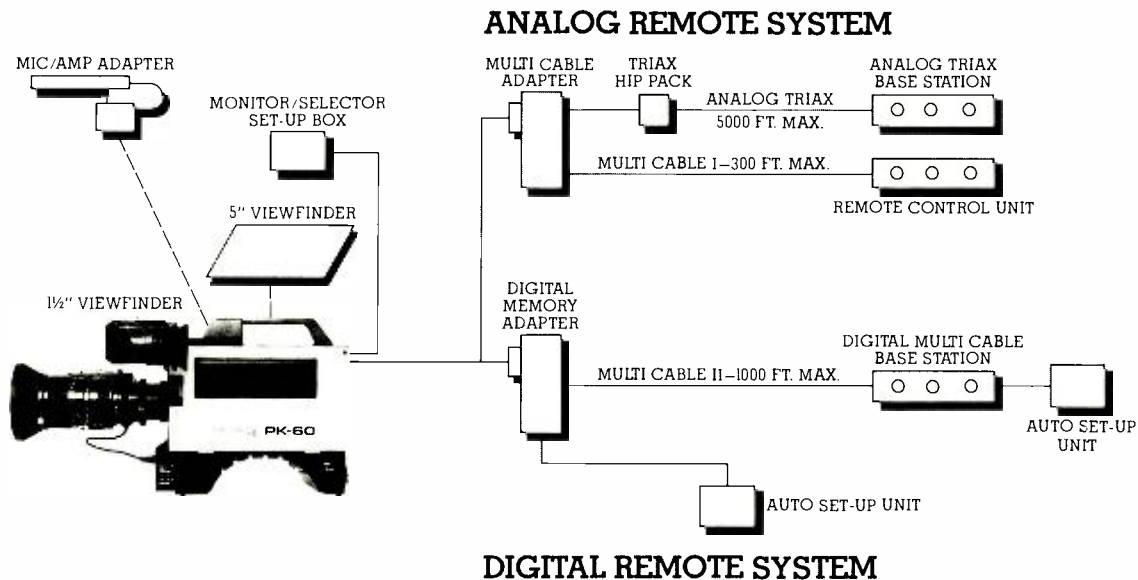 ANALOG REMOTE SYSTEM
MIC/AMP ADAPTER
MONITOR/SELECTOR
SET-UP BOX
5" VIEWFINDER
1½" VIEWFINDER
PK-60
MULTI CABLE
ADAPTER
TRIAX
HIP PACK
ANALOG TRIAX
5000 FT. MAX.
ANALOG TRIAX
BASE STATION
MULTI CABLE I-300 FT. MAX.
REMOTE CONTROL UNIT
DIGITAL
MEMORY
ADAPTER
MULTI CABLE II-1000 FT. MAX.
DIGITAL MULTI CABLE
BASE STATION
AUTO SET-UP
UNIT
AUTO SET-UP UNIT
DIGITAL REMOTE SYSTEM